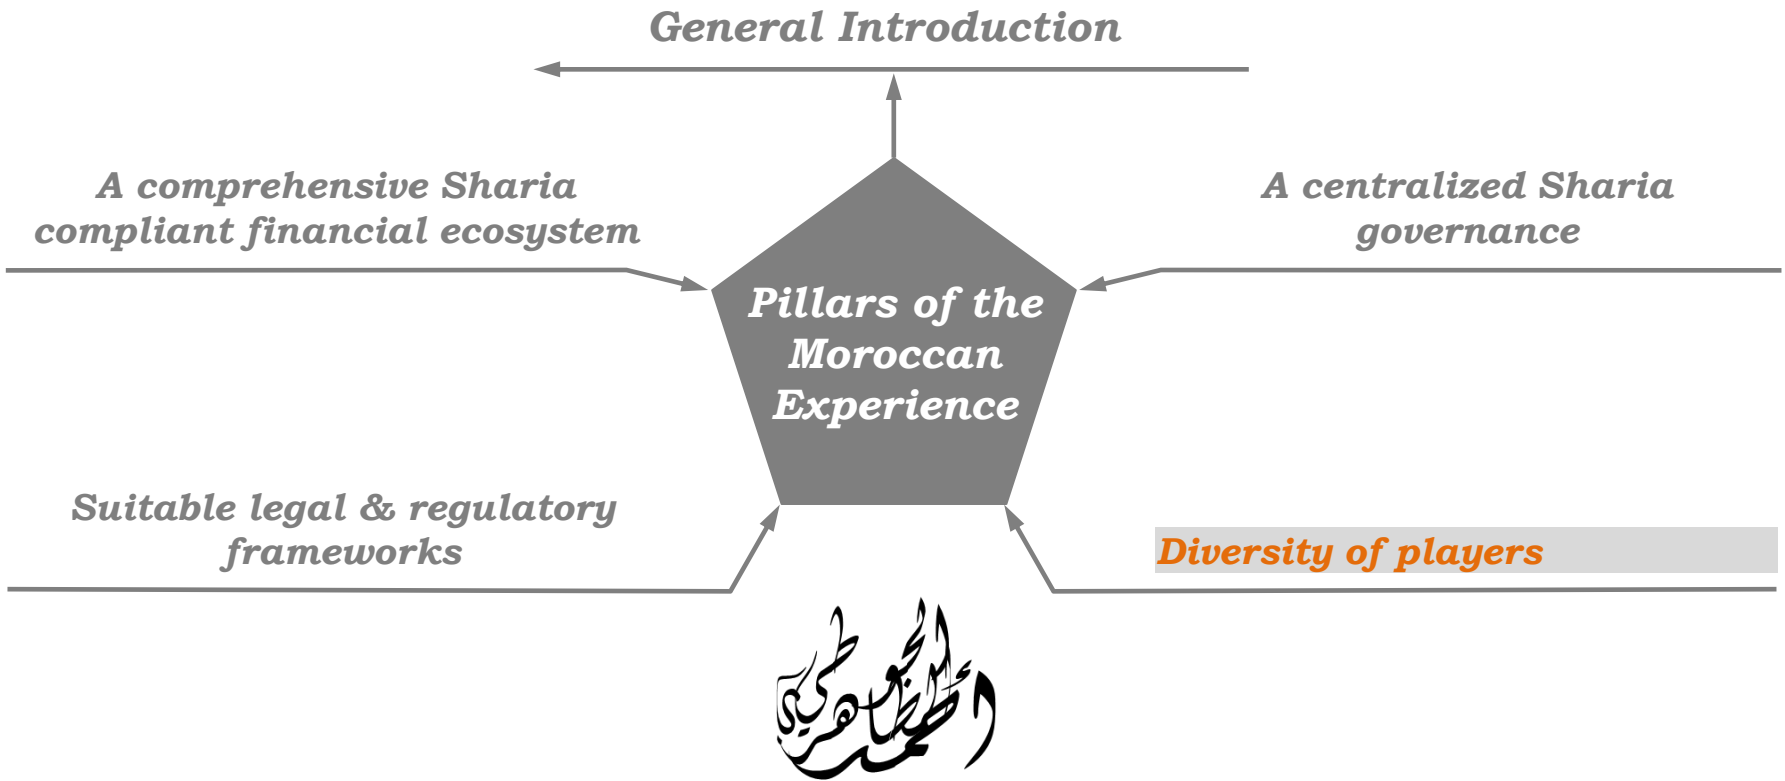 General Introduction
A comprehensive Sharia
compliant financial ecosystem
A centralized Sharia
governance
Pillars of the
Moroccan
Experience
Suitable legal & regulatory
frameworks
Diversity of players